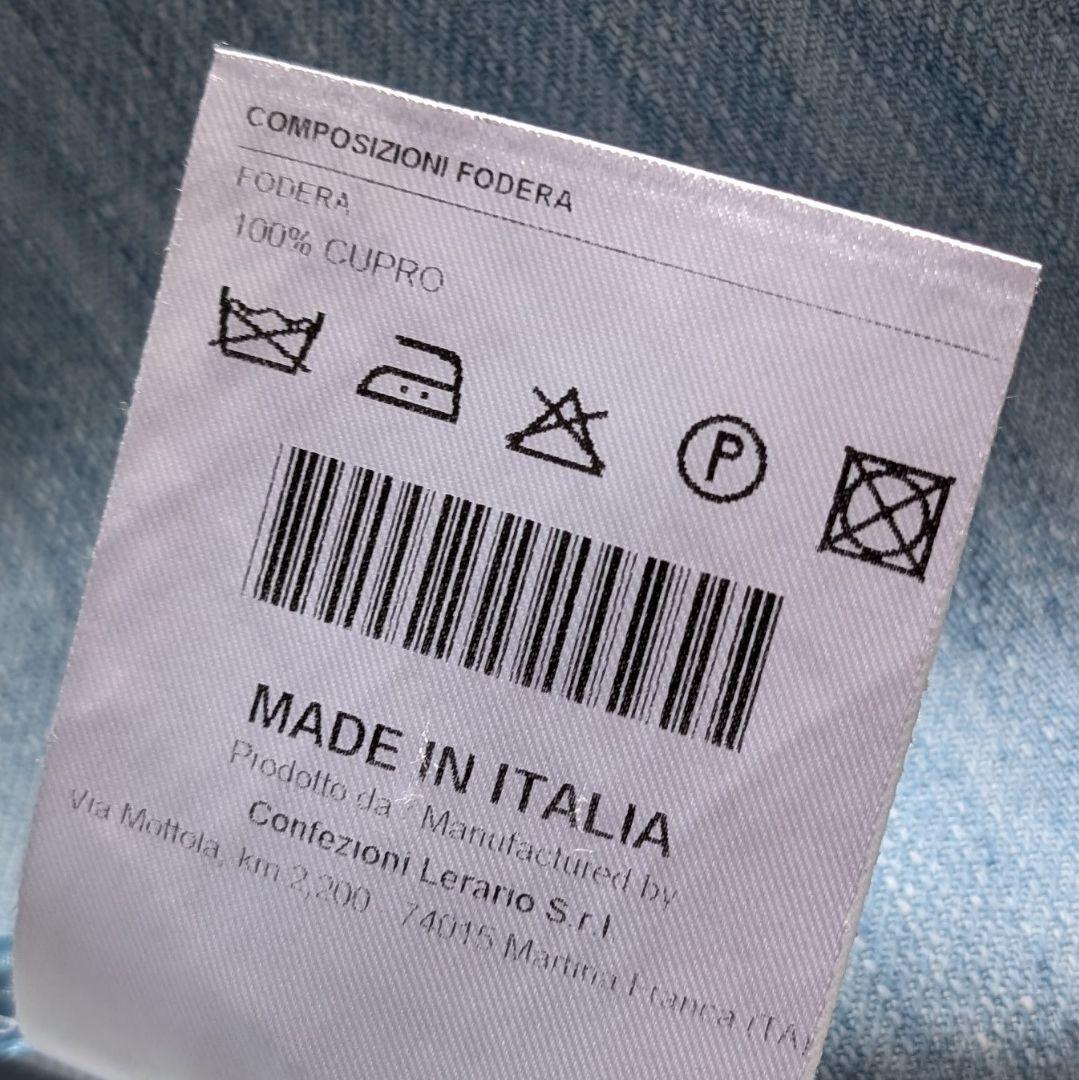 COMPOSIZIONI FODERA
FODERA
100% CUPRO
P
MADE IN ITALIA
Prodotto da - Manufactured by
Confezioni Lerario S.r.l
Via Mottola, km 2,200 - 74015 Martina Franca (TA)